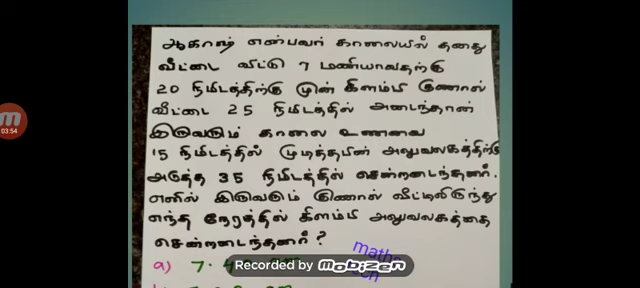 ஆகாஷ் என்பவர் காலையில் தனது
வீட்டை விட்டு 7 மணியாவதற்கு
20 நிமிடத்திற்கு முன் கிளம்பி குணால்
வீட்டை 25 நிமிடத்தில் அடைந்தான்
இருவரும் காலை உணவை
15 நிமிடத்தில் முடித்தபின் அலுவலகத்திற்கு
அடுத்த 35 நிமிடத்தில் சென்றடைந்தனர்.
எனில் இருவரும் குணால் வீட்டிலிருந்து
எந்த நேரத்தில் கிளம்பி அலுவலகத்தை
சென்றடைந்தனர்?
maths
a) 7.
Recorded by mobizen
M
03:54